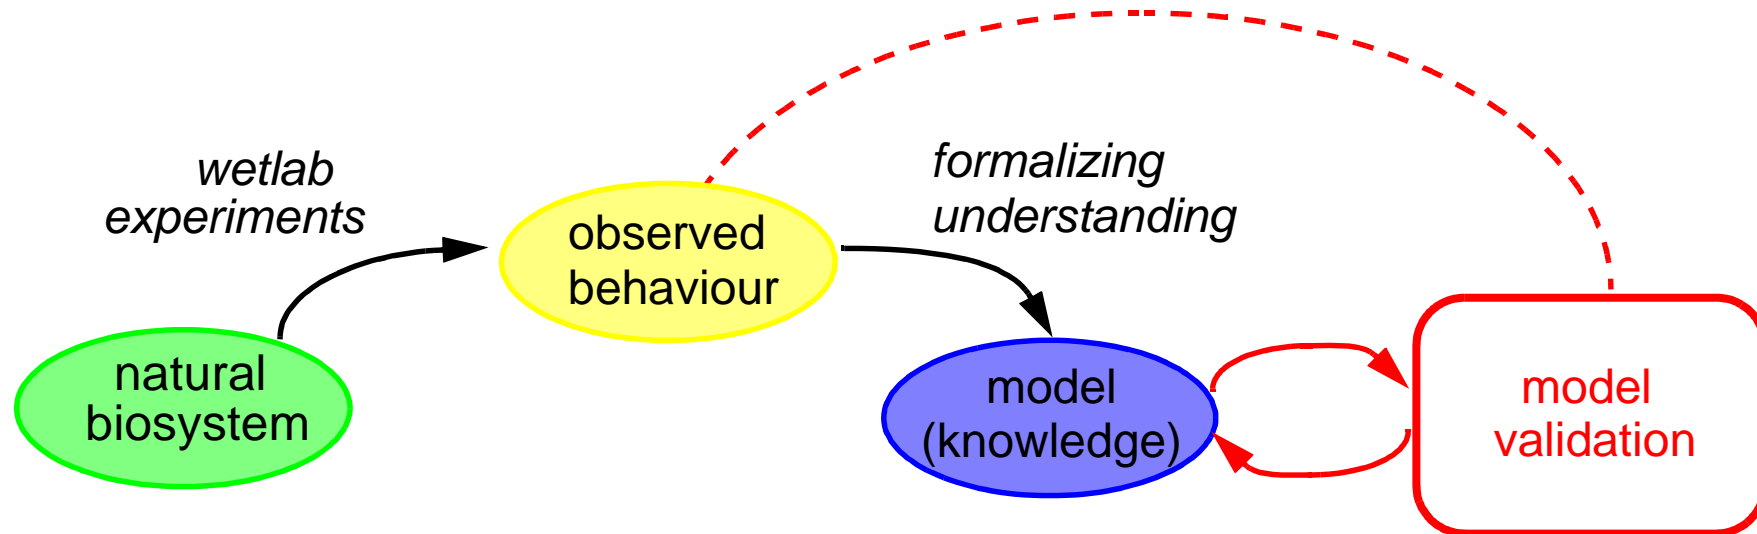 wetlab
experiments
natural
biosystem
observed
behaviour
formalizing
understanding
model
(knowledge)
model
validation